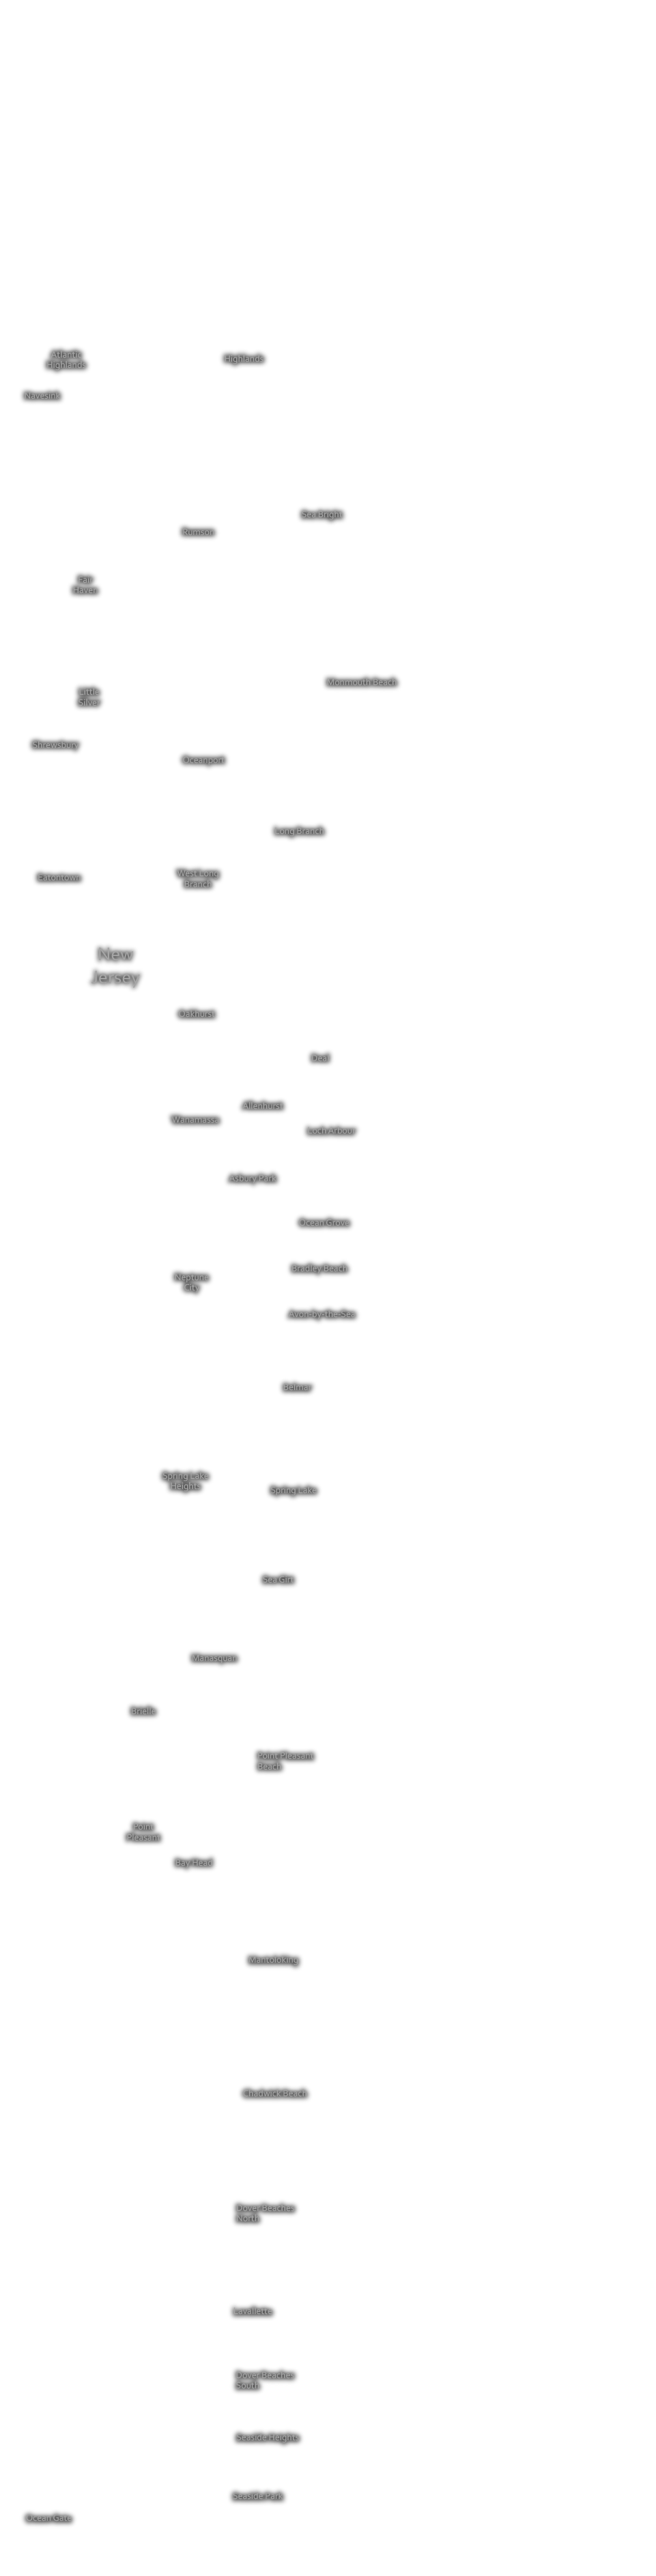 Atlantic
Highlands
Highlands
Navesink
Sea Bright
Rumson
Fair
Haven
Monmouth Beach
Little
Silver
Shrewsbury
Oceanport
Long Branch
West Long
Branch
Eatontown
New
Jersey
Oakhurst
Deal
Allenhurst
Wanamassa
Loch Arbour
Asbury Park
Ocean Grove
Bradley Beach
Neptune
City
Avon-by-the-Sea
Belmar
Spring Lake
Heights
Spring Lake
Sea Girt
Manasquan
Brielle
Point Pleasant
Beach
Point
Pleasant
Bay Head
Mantoloking
Chadwick Beach
Dover Beaches
North
Lavallette
Dover Beaches
South
Seaside Heights
Seaside Park
Ocean Gate